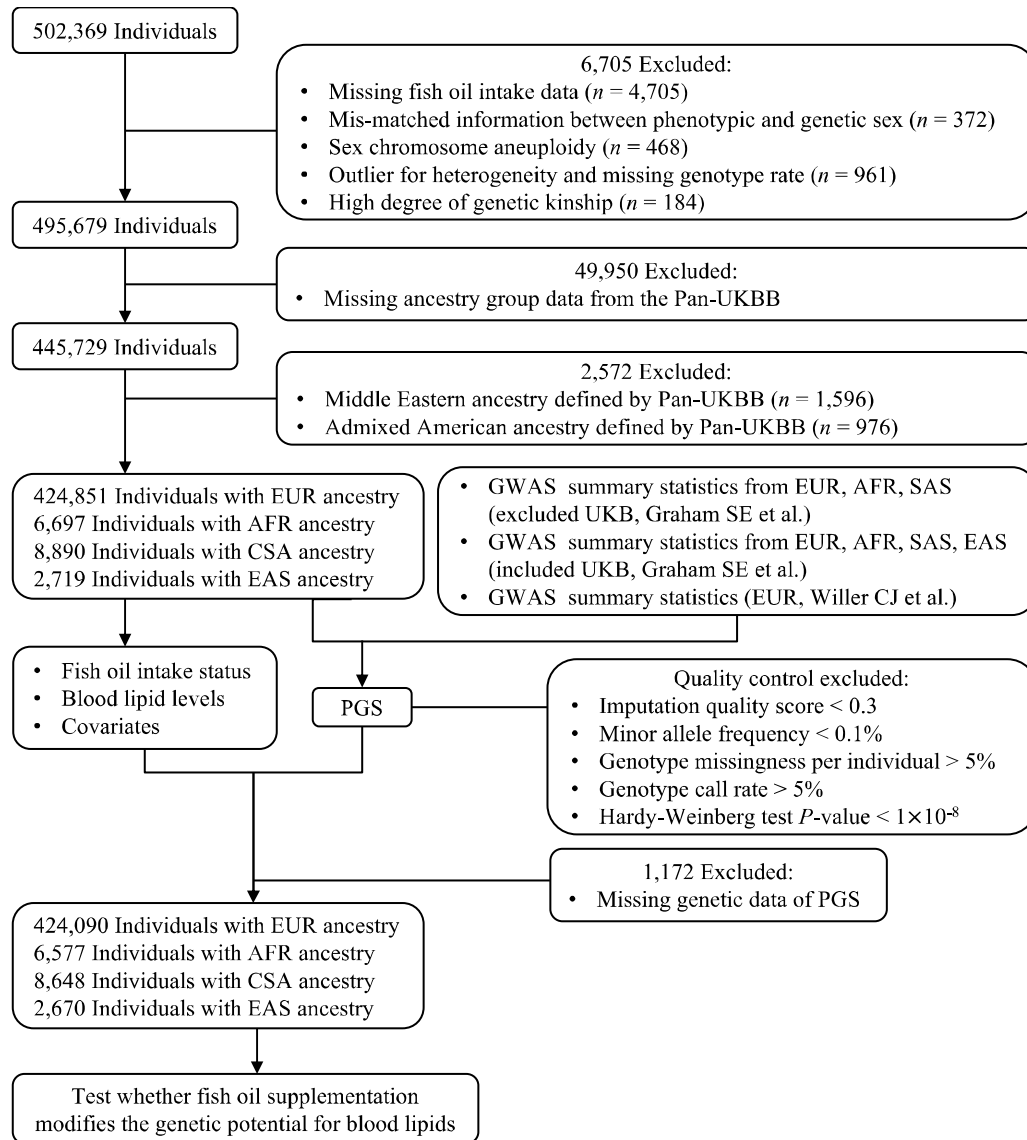 502,369 Individuals
6,705 Excluded:
• Missing fish oil intake data (n = 4,705)
• Mis-matched information between phenotypic and genetic sex (n = 372)
• Sex chromosome aneuploidy (n = 468)
• Outlier for heterogeneity and missing genotype rate (n = 961)
• High degree of genetic kinship (n = 184)
495,679 Individuals
49,950 Excluded:
• Missing ancestry group data from the Pan-UKBB
445,729 Individuals
2,572 Excluded:
• Middle Eastern ancestry defined by Pan-UKBB (n = 1,596)
• Admixed American ancestry defined by Pan-UKBB (n = 976)
424,851 Individuals with EUR ancestry
6,697 Individuals with AFR ancestry
8,890 Individuals with CSA ancestry
2,719 Individuals with EAS ancestry
• GWAS summary statistics from EUR, AFR, SAS
(excluded UKB, Graham SE et al.)
• GWAS summary statistics from EUR, AFR, SAS, EAS
(included UKB, Graham SE et al.)
• GWAS summary statistics (EUR, Willer CJ et al.)
• Fish oil intake status
• Blood lipid levels
• Covariates
PGS
Quality control excluded:
• Imputation quality score < 0.3
• Minor allele frequency < 0.1%
• Genotype missingness per individual > 5%
• Genotype call rate > 5%
• Hardy-Weinberg test P-value < 1×10⁻⁸
1,172 Excluded:
• Missing genetic data of PGS
424,090 Individuals with EUR ancestry
6,577 Individuals with AFR ancestry
8,648 Individuals with CSA ancestry
2,670 Individuals with EAS ancestry
Test whether fish oil supplementation
modifies the genetic potential for blood lipids